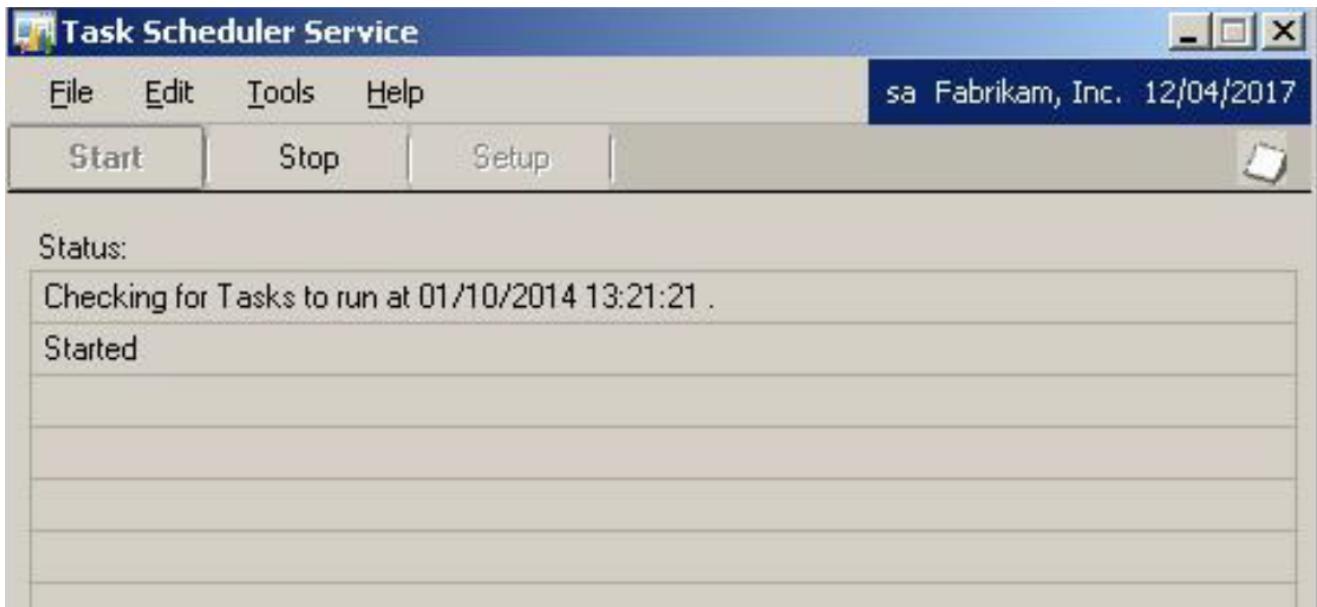 Task Scheduler Service
File Edit Tools Help sa Fabrikam, Inc. 12/04/2017
Start Stop Setup
Status:
Checking for Tasks to run at 01/10/2014 13:21:21 .
Started